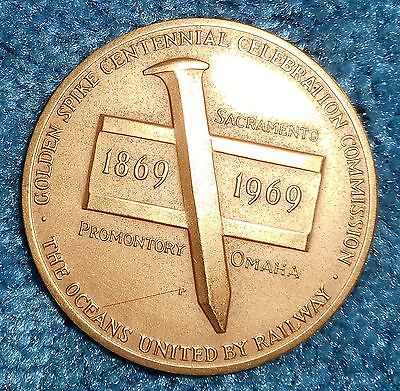 · GOLDEN SPIKE CENTENNIAL CELEBRATION COMMISSION ·
SACRAMENTO
1869 1969
PROMONTORY
OMAHA
P
THE OCEANS UNITED BY RAILWAY